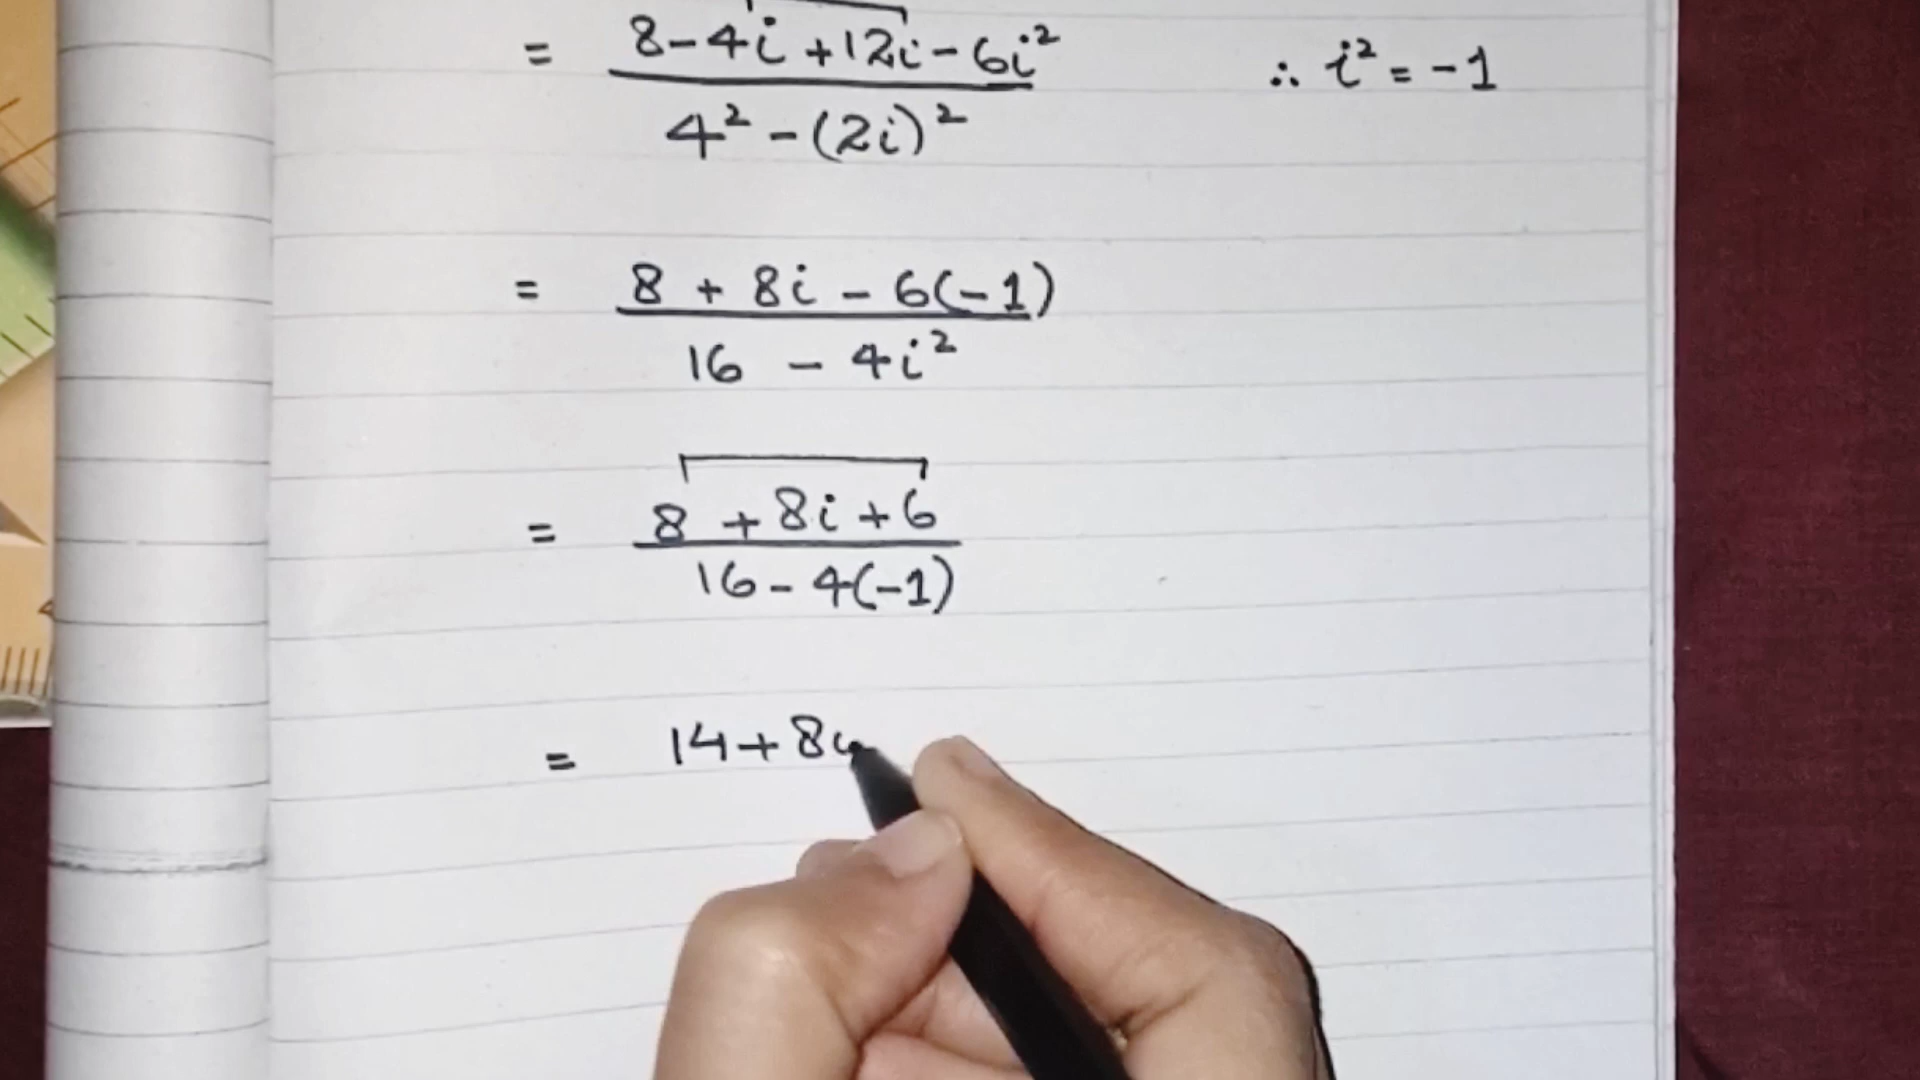 = 8-4i+12i-6i² ∴ i² = -1
4² - (2i)²
= 8 + 8i - 6(-1)
16 - 4i²
= 8 + 8i + 6
16 - 4(-1)
= 14 + 8i